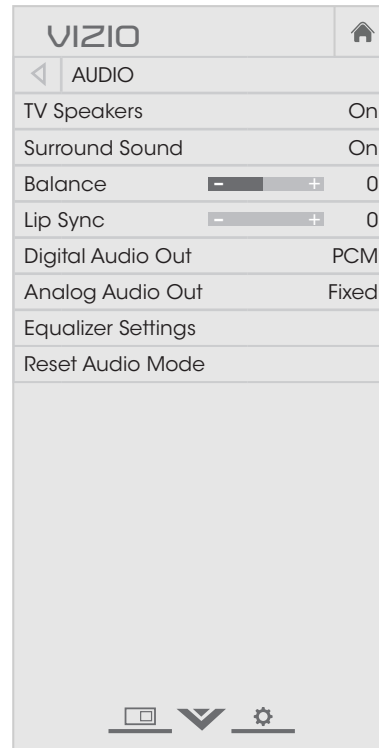 VIZIO
AUDIO
TV Speakers On
Surround Sound On
Balance - + 0
Lip Sync - + 0
Digital Audio Out PCM
Analog Audio Out Fixed
Equalizer Settings
Reset Audio Mode